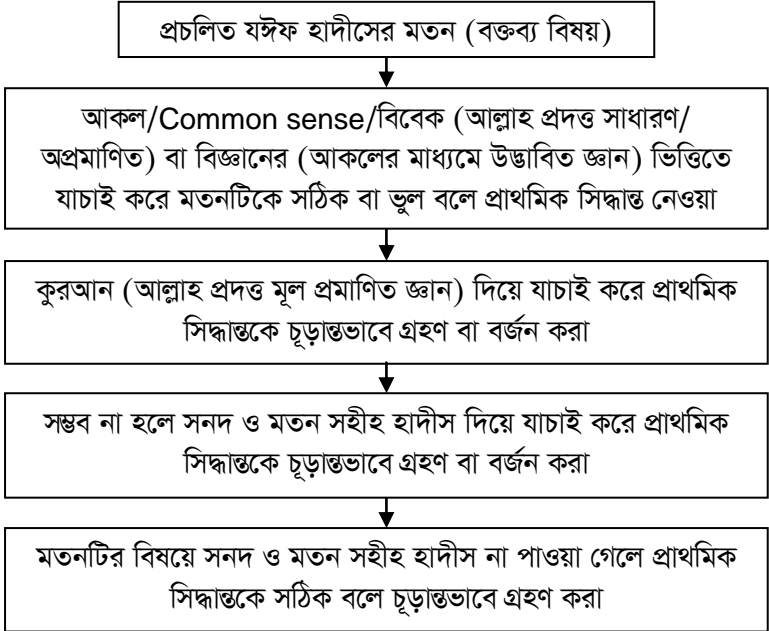 প্রচলিত যঈফ হাদীসের মতন (বক্তব্য বিষয়)
আকল/Common sense/বিবেক (আল্লাহ প্রদত্ত সাধারণ/
অপ্রমাণিত) বা বিজ্ঞানের (আকলের মাধ্যমে উদ্ভাবিত জ্ঞান) ভিত্তিতে
যাচাই করে মতনটিকে সঠিক বা ভুল বলে প্রাথমিক সিদ্ধান্ত নেওয়া
কুরআন (আল্লাহ প্রদত্ত মূল প্রমাণিত জ্ঞান) দিয়ে যাচাই করে প্রাথমিক
সিদ্ধান্তকে চূড়ান্তভাবে গ্রহণ বা বর্জন করা
সম্ভব না হলে সনদ ও মতন সহীহ হাদীস দিয়ে যাচাই করে প্রাথমিক
সিদ্ধান্তকে চূড়ান্তভাবে গ্রহণ বা বর্জন করা
মতনটির বিষয়ে সনদ ও মতন সহীহ হাদীস না পাওয়া গেলে প্রাথমিক
সিদ্ধান্তকে সঠিক বলে চূড়ান্তভাবে গ্রহণ করা